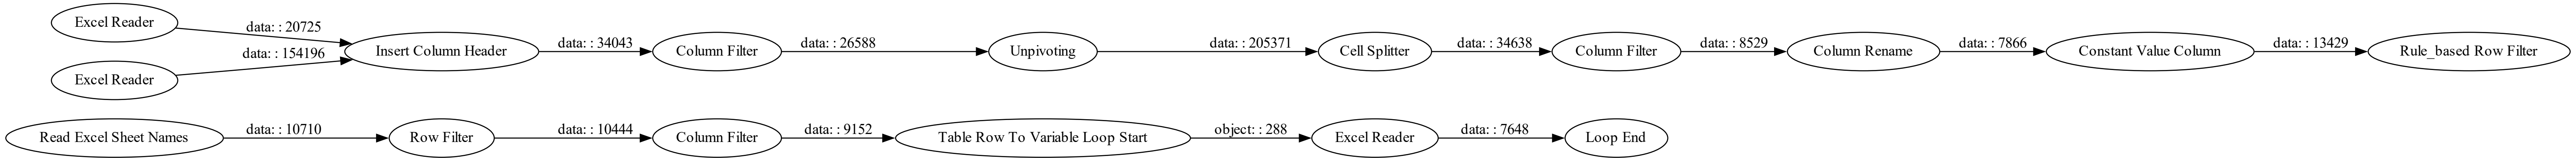 Excel Reader
data: : 20725
Excel Reader
data: : 154196
Insert Column Header
data: : 34043
Column Filter
data: : 26588
Unpivoting
data: : 205371
Cell Splitter
data: : 34638
Column Filter
data: : 8529
Column Rename
data: : 7866
Constant Value Column
data: : 13429
Rule_based Row Filter
Read Excel Sheet Names
data: : 10710
Row Filter
data: : 10444
Column Filter
data: : 9152
Table Row To Variable Loop Start
object: : 288
Excel Reader
data: : 7648
Loop End